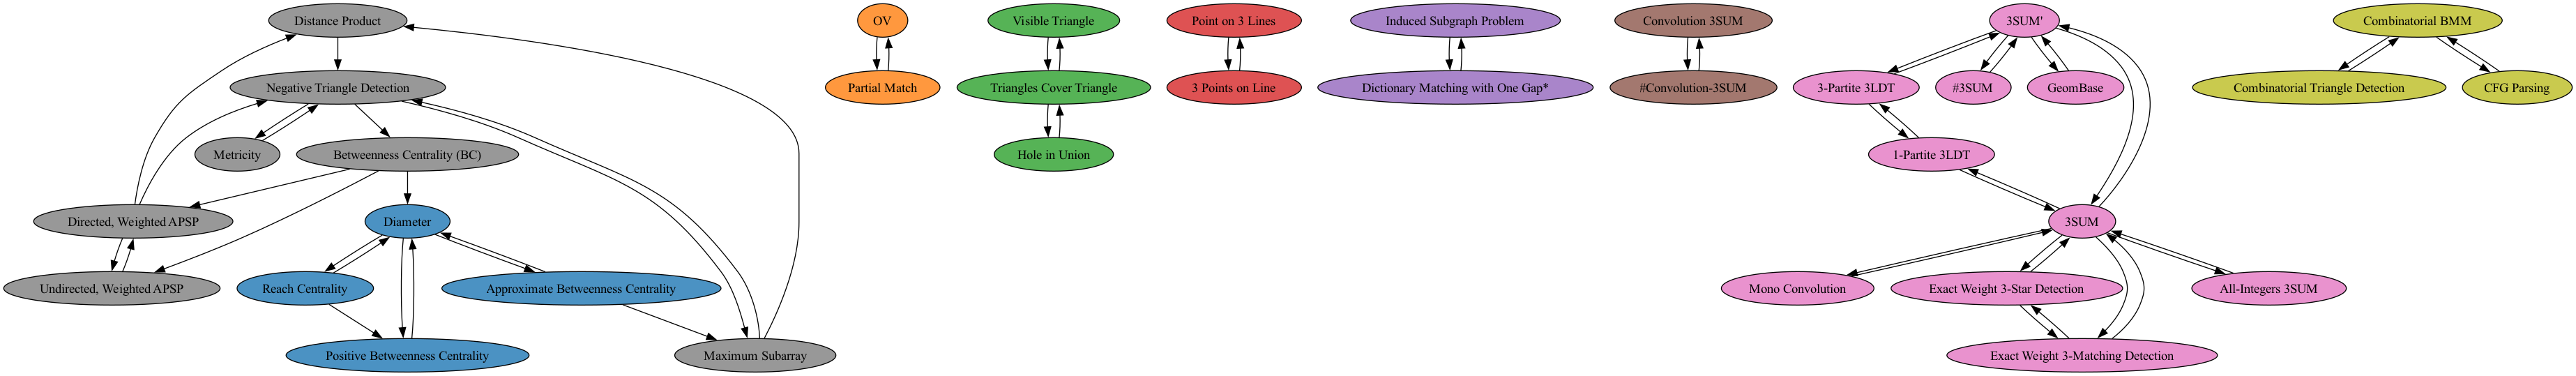 Distance Product
OV
Visible Triangle
Point on 3 Lines
Induced Subgraph Problem
Convolution 3SUM
3SUM'
Combinatorial BMM
Negative Triangle Detection
Partial Match
Triangles Cover Triangle
3 Points on Line
Dictionary Matching with One Gap*
#Convolution-3SUM
3-Partite 3LDT
#3SUM
GeomBase
Combinatorial Triangle Detection
CFG Parsing
Metricity
Betweenness Centrality (BC)
Hole in Union
1-Partite 3LDT
Directed, Weighted APSP
Diameter
3SUM
Undirected, Weighted APSP
Reach Centrality
Approximate Betweenness Centrality
Mono Convolution
Exact Weight 3-Star Detection
All-Integers 3SUM
Positive Betweenness Centrality
Maximum Subarray
Exact Weight 3-Matching Detection